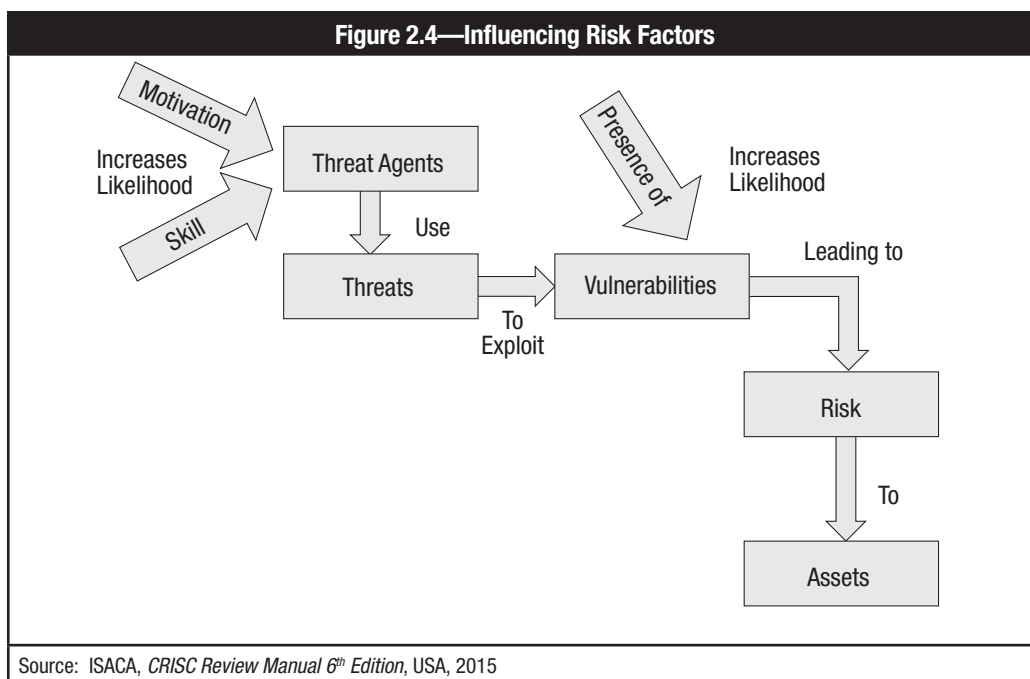 Figure 2.4—Influencing Risk Factors
Motivation
Increases
Likelihood
Skill
Threat Agents
Use
Threats
To
Exploit
Presence of
Increases
Likelihood
Vulnerabilities
Leading to
Risk
To
Assets
Source: ISACA, CRISC Review Manual 6th Edition, USA, 2015